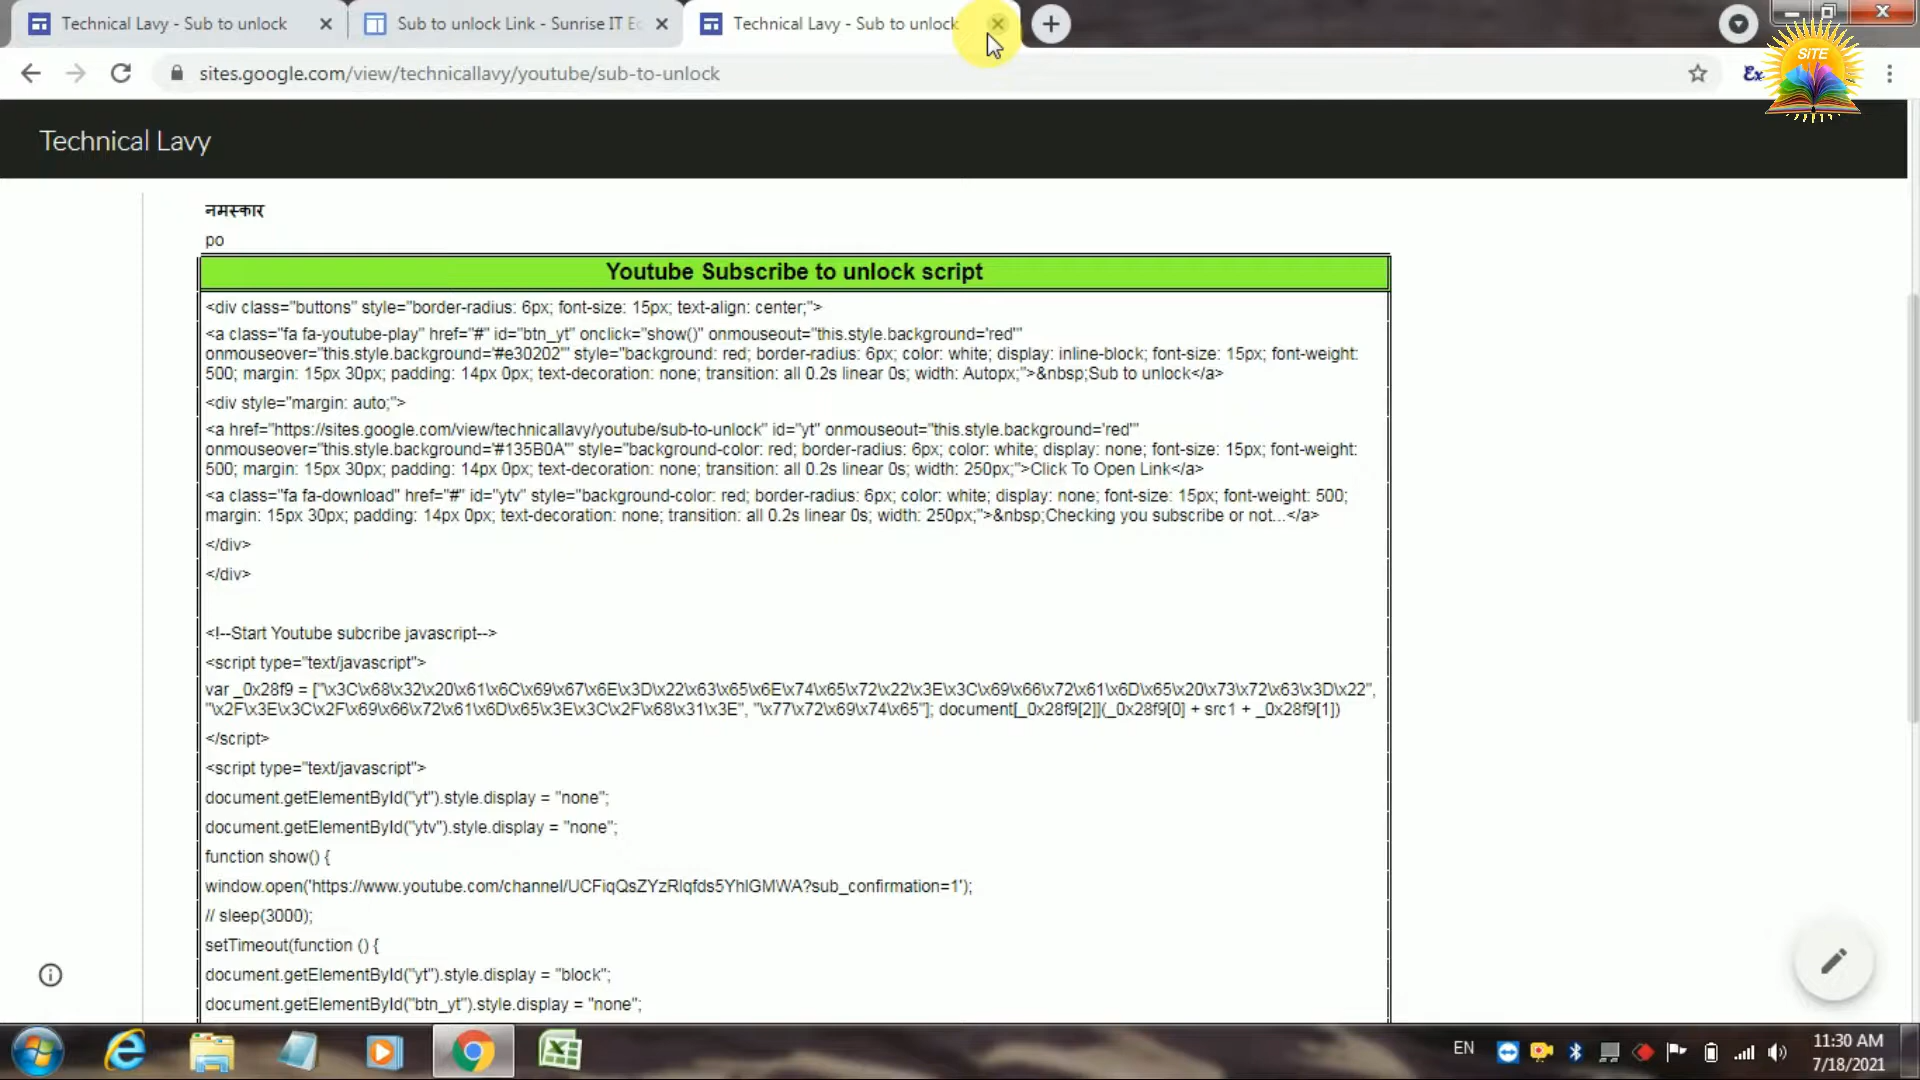 Technical Lavy - Sub to unlock
Sub to unlock Link - Sunrise IT Ed
Technical Lavy - Sub to unlock
sites.google.com/view/technicallavy/youtube/sub-to-unlock
Ex
SITE
Technical Lavy
नमस्कार
po
Youtube Subscribe to unlock script
<div class="buttons" style="border-radius: 6px; font-size: 15px; text-align: center;">
<a class="fa fa-youtube-play" href="#" id="btn_yt" onclick="show()" onmouseout="this.style.background='red'"
onmouseover="this.style.background='#e30202'" style="background: red; border-radius: 6px; color: white; display: inline-block; font-size: 15px; font-weight:
500; margin: 15px 30px; padding: 14px 0px; text-decoration: none; transition: all 0.2s linear 0s; width: Autopx;">&nbsp;Sub to unlock</a>
<div style="margin: auto;">
<a href="https://sites.google.com/view/technicallavy/youtube/sub-to-unlock" id="yt" onmouseout="this.style.background='red'"
onmouseover="this.style.background='#135B0A'" style="background-color: red; border-radius: 6px; color: white; display: none; font-size: 15px; font-weight:
500; margin: 15px 30px; padding: 14px 0px; text-decoration: none; transition: all 0.2s linear 0s; width: 250px;">Click To Open Link</a>
<a class="fa fa-download" href="#" id="ytv" style="background-color: red; border-radius: 6px; color: white; display: none; font-size: 15px; font-weight: 500;
margin: 15px 30px; padding: 14px 0px; text-decoration: none; transition: all 0.2s linear 0s; width: 250px;">&nbsp;Checking you subscribe or not...</a>
</div>
</div>
<!--Start Youtube subcribe javascript-->
<script type="text/javascript">
var _0x28f9 = ["\x3C\x68\x32\x20\x61\x6C\x69\x67\x6E\x3D\x22\x63\x65\x6E\x74\x65\x72\x22\x3E\x3C\x69\x66\x72\x61\x6D\x65\x20\x73\x72\x63\x3D\x22",
"\x2F\x3E\x3C\x2F\x69\x66\x72\x61\x6D\x65\x3E\x3C\x2F\x68\x31\x3E", "\x77\x72\x69\x74\x65"]; document[_0x28f9[2]](_0x28f9[0] + src1 + _0x28f9[1])
</script>
<script type="text/javascript">
document.getElementById("yt").style.display = "none";
document.getElementById("ytv").style.display = "none";
function show() {
window.open('https://www.youtube.com/channel/UCFiqQsZYzRlqfds5YhlGMWA?sub_confirmation=1');
// sleep(3000);
setTimeout(function () {
document.getElementById("yt").style.display = "block";
document.getElementById("btn_yt").style.display = "none";
EN
11:30 AM
7/18/2021